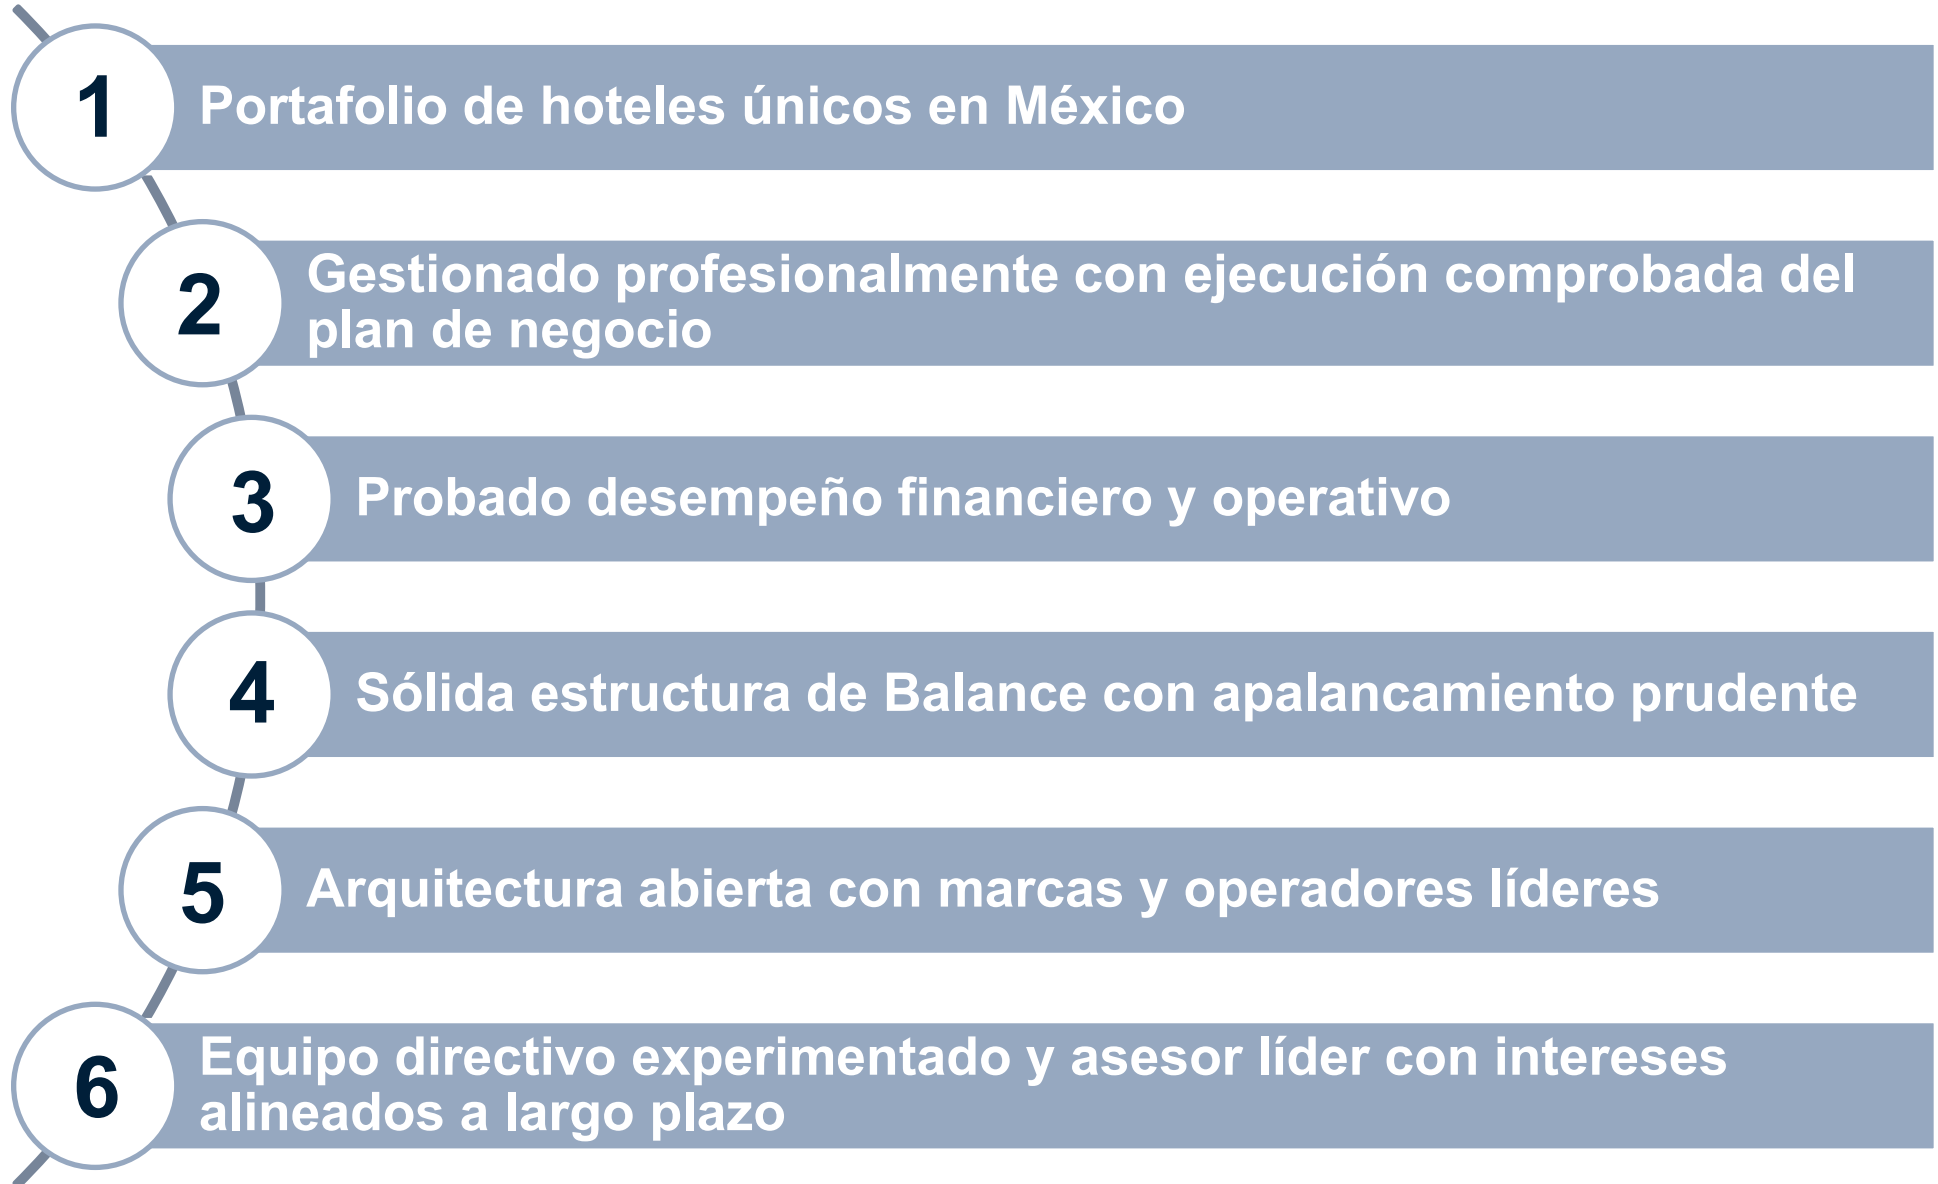 1
Portafolio de hoteles únicos en México
2
Gestionado profesionalmente con ejecución comprobada del
plan de negocio
3
Probado desempeño financiero y operativo
4
Sólida estructura de Balance con apalancamiento prudente
5
Arquitectura abierta con marcas y operadores líderes
6
Equipo directivo experimentado y asesor líder con intereses
alineados a largo plazo